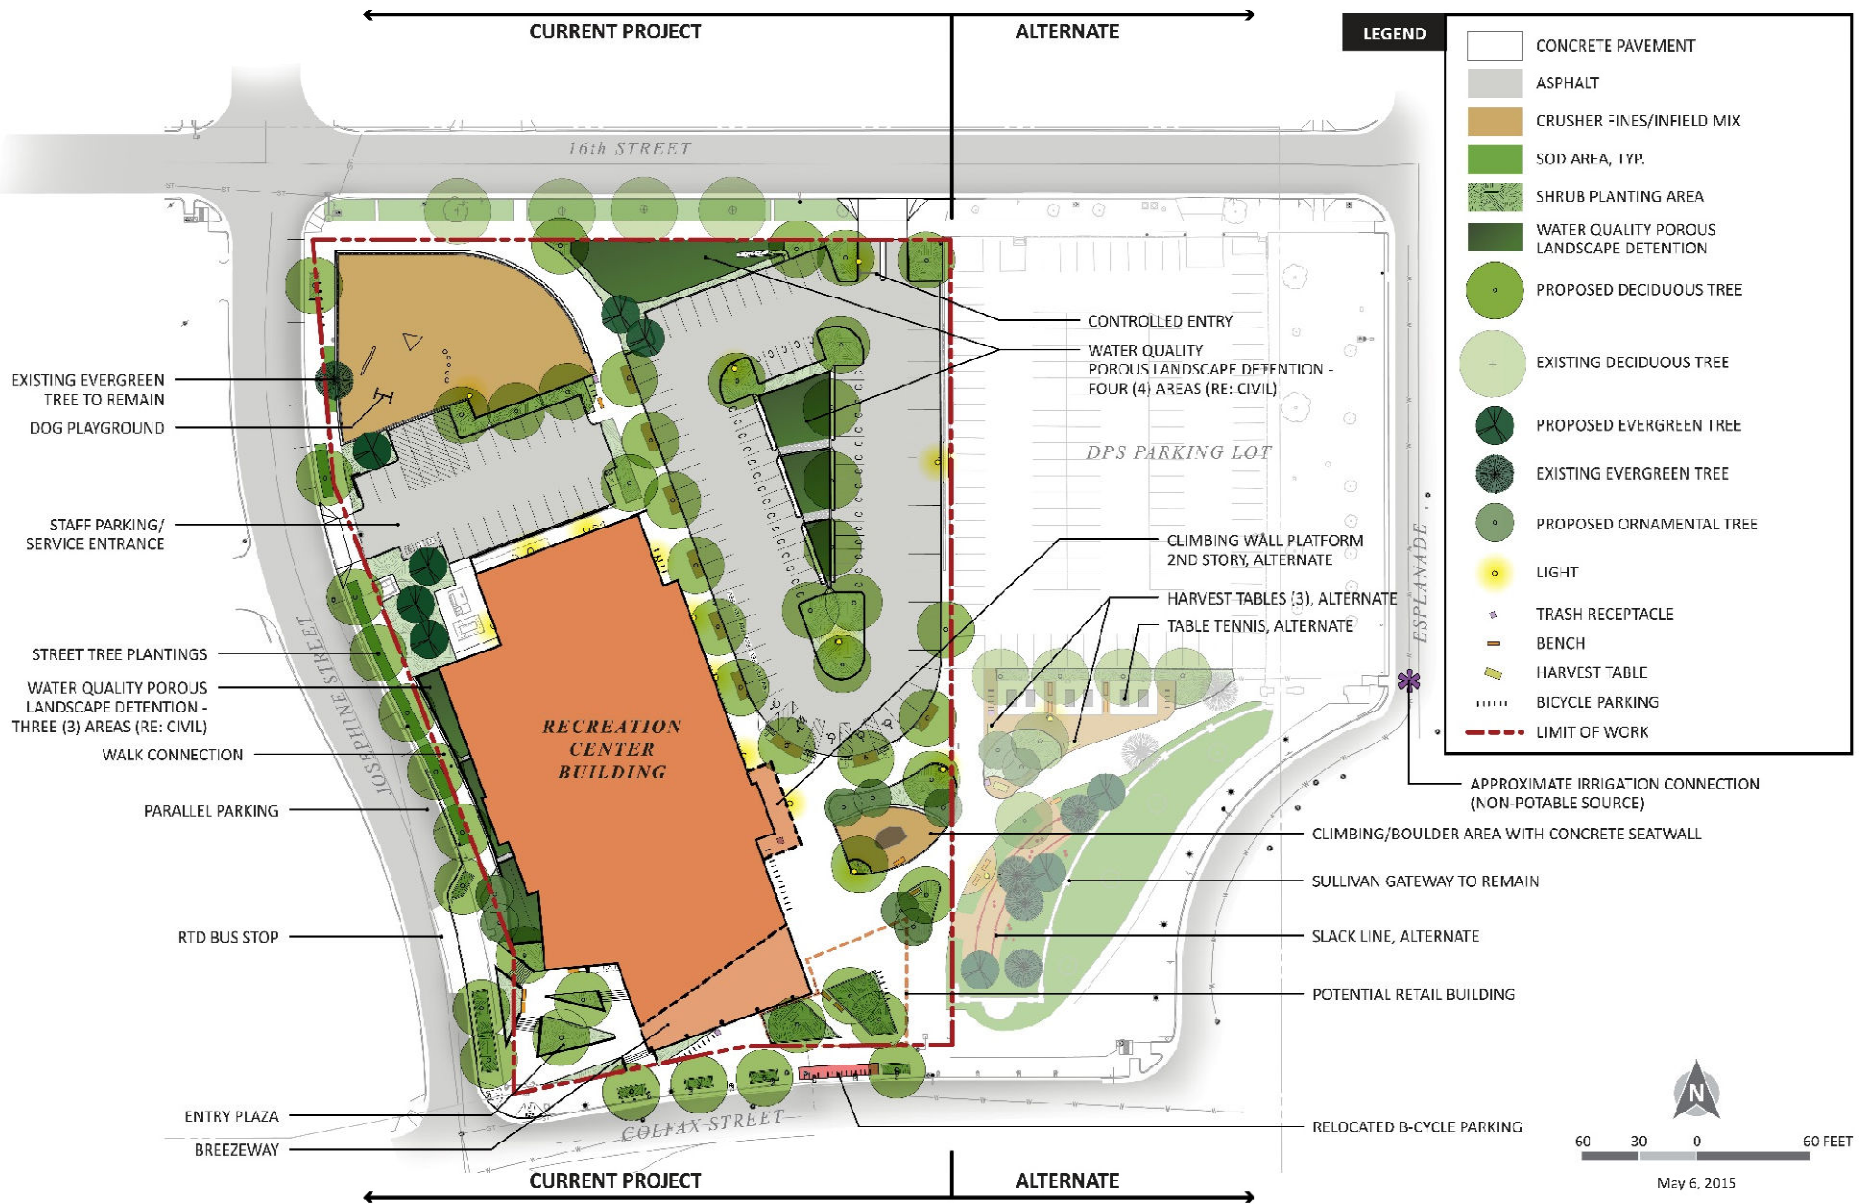 CURRENT PROJECT
ALTERNATE
LEGEND
CONCRETE PAVEMENT
ASPHALT
CRUSHER FINES/INFIELD MIX
SOD AREA, TYP.
SHRUB PLANTING AREA
WATER QUALITY POROUS
LANDSCAPE DETENTION
PROPOSED DECIDUOUS TREE
EXISTING DECIDUOUS TREE
PROPOSED EVERGREEN TREE
EXISTING EVERGREEN TREE
PROPOSED ORNAMENTAL TREE
LIGHT
TRASH RECEPTACLE
BENCH
HARVEST TABLE
BICYCLE PARKING
LIMIT OF WORK
16th STREET
EXISTING EVERGREEN
TREE TO REMAIN
DOG PLAYGROUND
STAFF PARKING/
SERVICE ENTRANCE
STREET TREE PLANTINGS
WATER QUALITY POROUS
LANDSCAPE DETENTION -
THREE (3) AREAS (RE: CIVIL)
WALK CONNECTION
PARALLEL PARKING
RTD BUS STOP
ENTRY PLAZA
BREEZEWAY
JOSEPHINE STREET
RECREATION
CENTER
BUILDING
COLFAX STREET
CONTROLLED ENTRY
WATER QUALITY
POROUS LANDSCAPE DETENTION -
FOUR (4) AREAS (RE: CIVIL)
DPS PARKING LOT
CLIMBING WALL PLATFORM
2ND STORY, ALTERNATE
HARVEST TABLES (3), ALTERNATE
TABLE TENNIS, ALTERNATE
ESPLANADE
APPROXIMATE IRRIGATION CONNECTION
(NON-POTABLE SOURCE)
CLIMBING/BOULDER AREA WITH CONCRETE SEATWALL
SULLIVAN GATEWAY TO REMAIN
SLACK LINE, ALTERNATE
POTENTIAL RETAIL BUILDING
RELOCATED B-CYCLE PARKING
N
60 30 0 60 FEET
May 6, 2015
CURRENT PROJECT
ALTERNATE